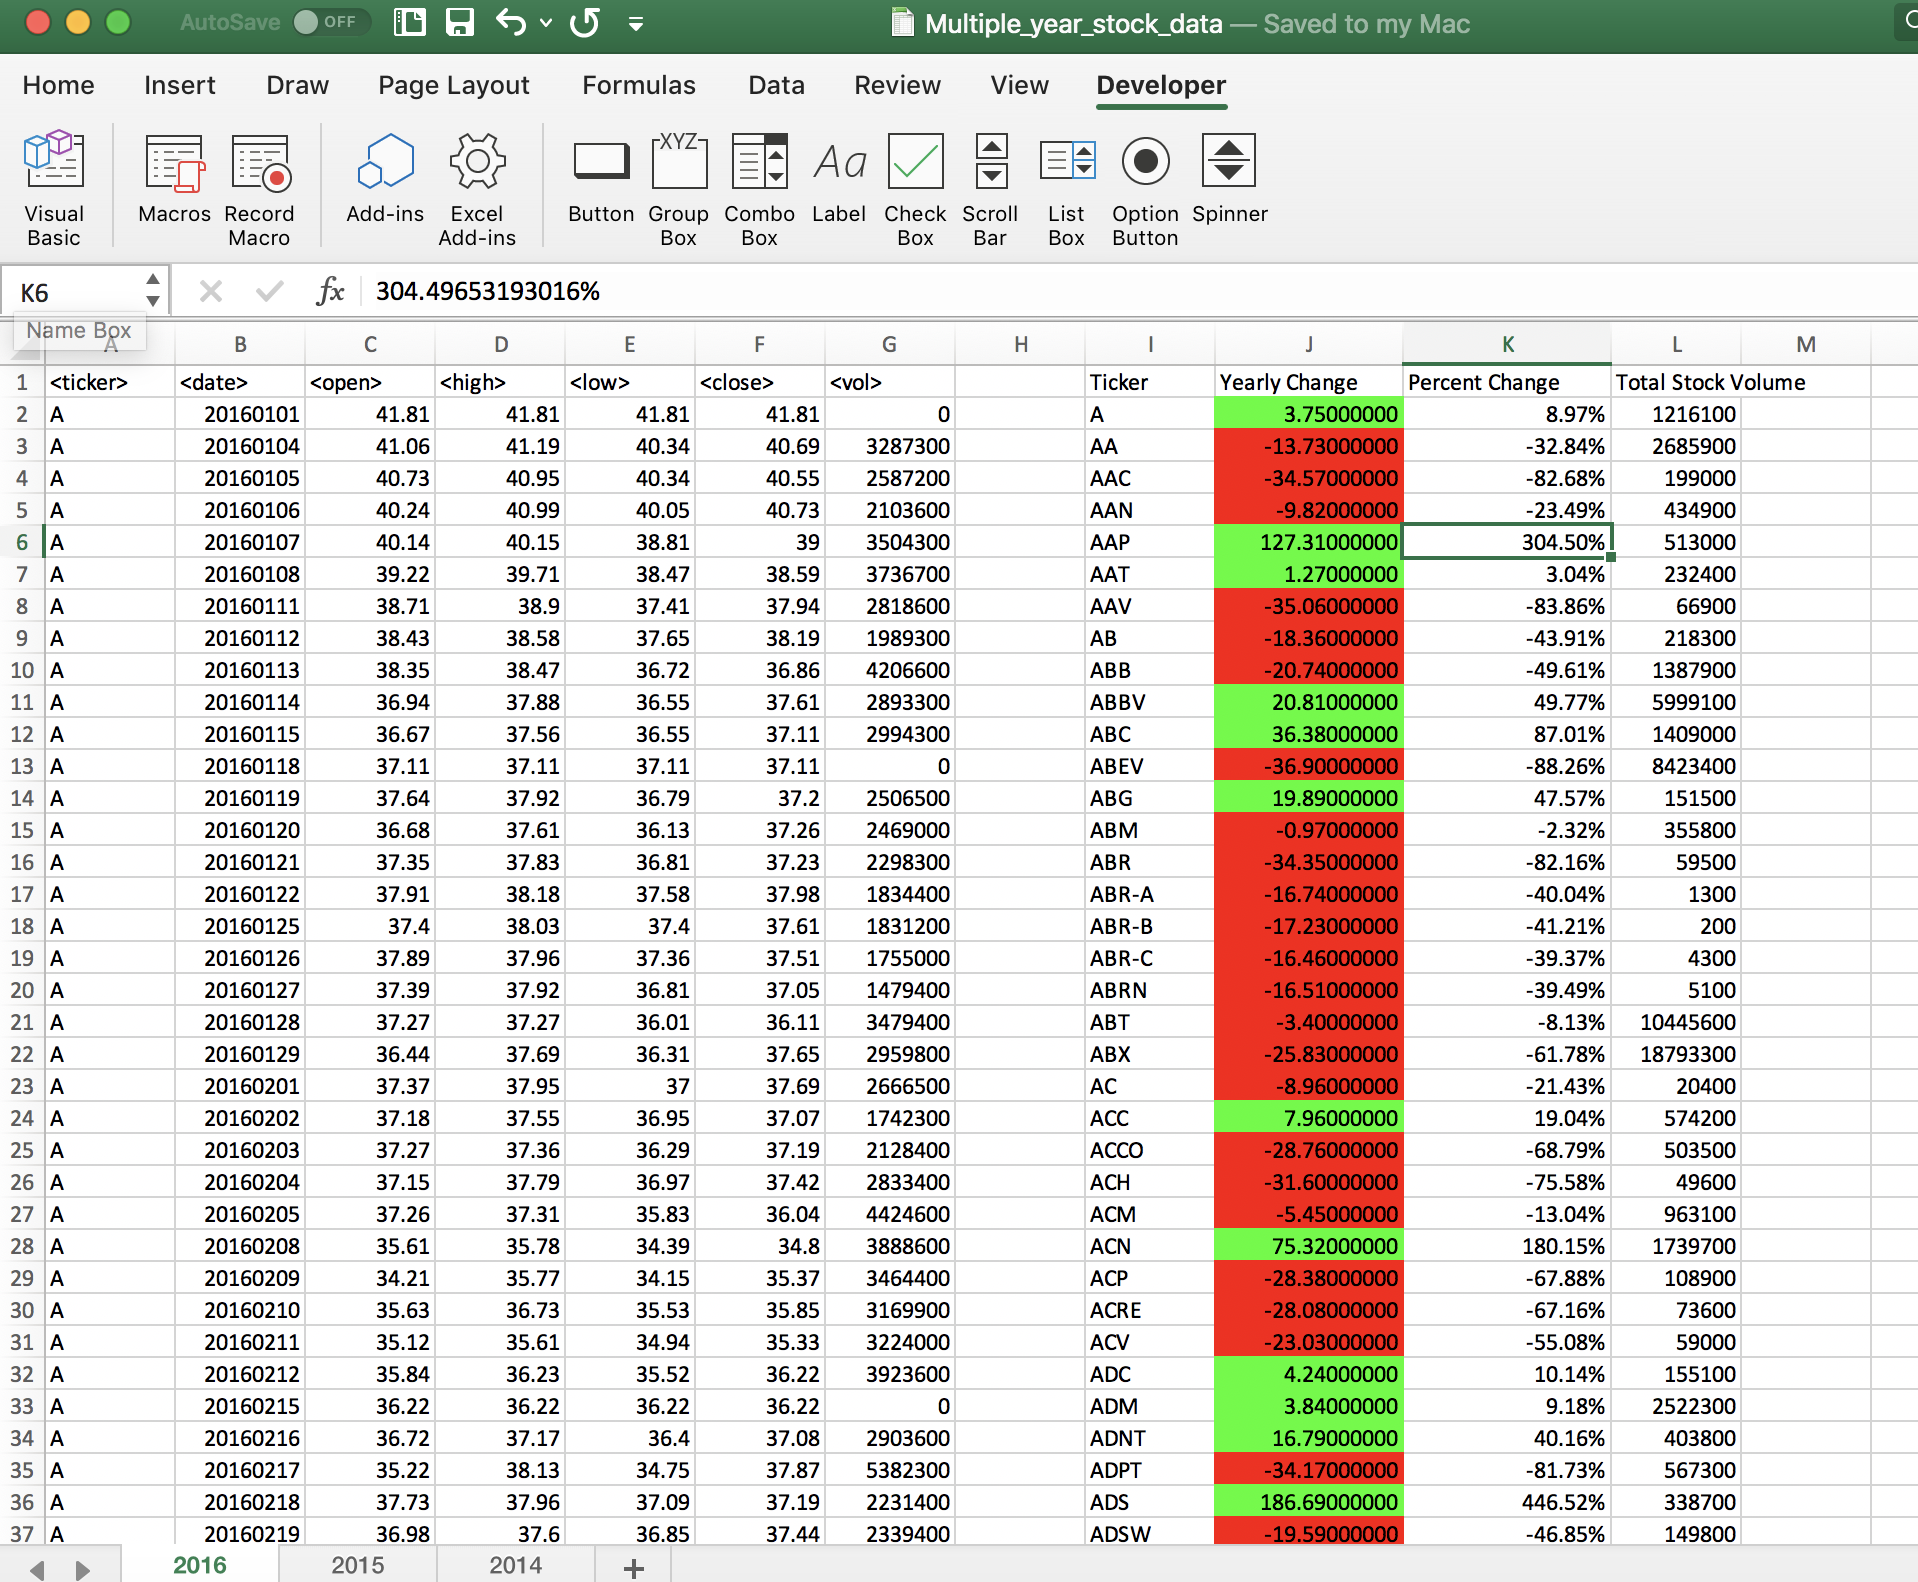 AutoSave OFF Multiple_year_stock_data — Saved to my Mac
Home Insert Draw Page Layout Formulas Data Review View Developer
XYZ Aa
Visual Basic Macros Record Macro Add-ins Excel Add-ins Button Group Box Combo Box Label Check Box Scroll Bar List Box Option Button Spinner
K6 fx 304.49653193016%
Name Box
A B C D E F G H I J K L M
1 <ticker> <date> <open> <high> <low> <close> <vol> Ticker Yearly Change Percent Change Total Stock Volume
2 A 20160101 41.81 41.81 41.81 41.81 0 A 3.75000000 8.97% 1216100
3 A 20160104 41.06 41.19 40.34 40.69 3287300 AA -13.73000000 -32.84% 2685900
4 A 20160105 40.73 40.95 40.34 40.55 2587200 AAC -34.57000000 -82.68% 199000
5 A 20160106 40.24 40.99 40.05 40.73 2103600 AAN -9.82000000 -23.49% 434900
6 A 20160107 40.14 40.15 38.81 39 3504300 AAP 127.31000000 304.50% 513000
7 A 20160108 39.22 39.71 38.47 38.59 3736700 AAT 1.27000000 3.04% 232400
8 A 20160111 38.71 38.9 37.41 37.94 2818600 AAV -35.06000000 -83.86% 66900
9 A 20160112 38.43 38.58 37.65 38.19 1989300 AB -18.36000000 -43.91% 218300
10 A 20160113 38.35 38.47 36.72 36.86 4206600 ABB -20.74000000 -49.61% 1387900
11 A 20160114 36.94 37.88 36.55 37.61 2893300 ABBV 20.81000000 49.77% 5999100
12 A 20160115 36.67 37.56 36.55 37.11 2994300 ABC 36.38000000 87.01% 1409000
13 A 20160118 37.11 37.11 37.11 37.11 0 ABEV -36.90000000 -88.26% 8423400
14 A 20160119 37.64 37.92 36.79 37.2 2506500 ABG 19.89000000 47.57% 151500
15 A 20160120 36.68 37.61 36.13 37.26 2469000 ABM -0.97000000 -2.32% 355800
16 A 20160121 37.35 37.83 36.81 37.23 2298300 ABR -34.35000000 -82.16% 59500
17 A 20160122 37.91 38.18 37.58 37.98 1834400 ABR-A -16.74000000 -40.04% 1300
18 A 20160125 37.4 38.03 37.4 37.61 1831200 ABR-B -17.23000000 -41.21% 200
19 A 20160126 37.89 37.96 37.36 37.51 1755000 ABR-C -16.46000000 -39.37% 4300
20 A 20160127 37.39 37.92 36.81 37.05 1479400 ABRN -16.51000000 -39.49% 5100
21 A 20160128 37.27 37.27 36.01 36.11 3479400 ABT -3.40000000 -8.13% 10445600
22 A 20160129 36.44 37.69 36.31 37.65 2959800 ABX -25.83000000 -61.78% 18793300
23 A 20160201 37.37 37.95 37 37.69 2666500 AC -8.96000000 -21.43% 20400
24 A 20160202 37.18 37.55 36.95 37.07 1742300 ACC 7.96000000 19.04% 574200
25 A 20160203 37.27 37.36 36.29 37.19 2128400 ACCO -28.76000000 -68.79% 503500
26 A 20160204 37.15 37.79 36.97 37.42 2833400 ACH -31.60000000 -75.58% 49600
27 A 20160205 37.26 37.31 35.83 36.04 4424600 ACM -5.45000000 -13.04% 963100
28 A 20160208 35.61 35.78 34.39 34.8 3888600 ACN 75.32000000 180.15% 1739700
29 A 20160209 34.21 35.77 34.15 35.37 3464400 ACP -28.38000000 -67.88% 108900
30 A 20160210 35.63 36.73 35.53 35.85 3169900 ACRE -28.08000000 -67.16% 73600
31 A 20160211 35.12 35.61 34.94 35.33 3224000 ACV -23.03000000 -55.08% 59000
32 A 20160212 35.84 36.23 35.52 36.22 3923600 ADC 4.24000000 10.14% 155100
33 A 20160215 36.22 36.22 36.22 36.22 0 ADM 3.84000000 9.18% 2522300
34 A 20160216 36.72 37.17 36.4 37.08 2903600 ADNT 16.79000000 40.16% 403800
35 A 20160217 35.22 38.13 34.75 37.87 5382300 ADPT -34.17000000 -81.73% 567300
36 A 20160218 37.73 37.96 37.09 37.19 2231400 ADS 186.69000000 446.52% 338700
37 A 20160219 36.98 37.6 36.85 37.44 2339400 ADSW -19.59000000 -46.85% 149800
2016 2015 2014 +